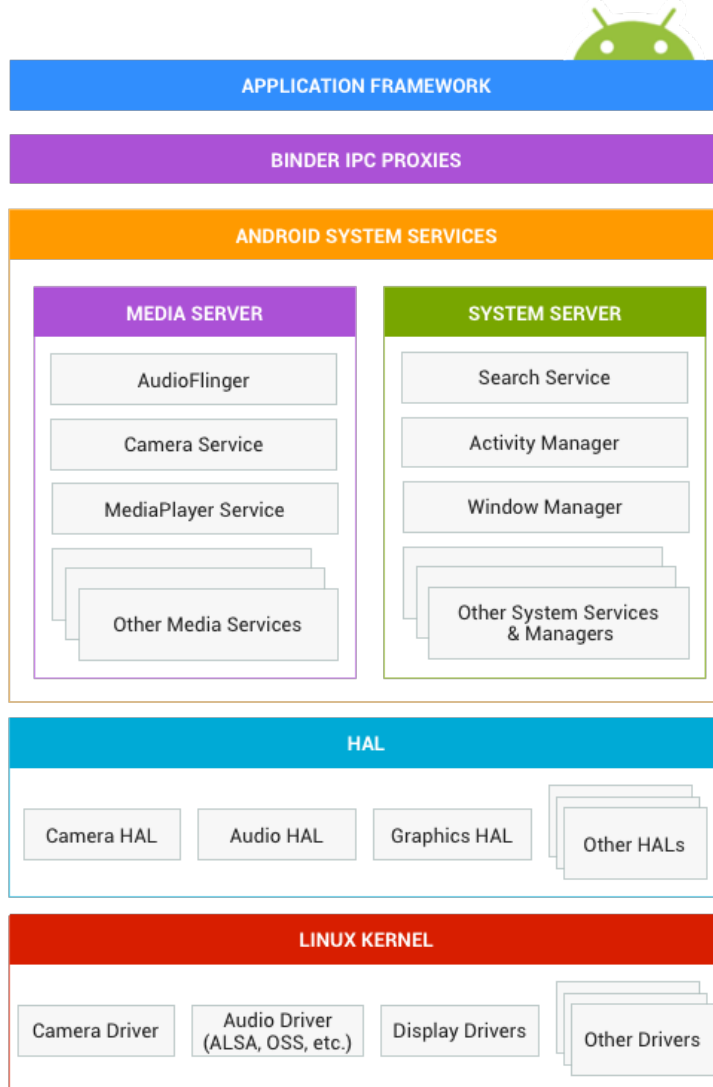 APPLICATION FRAMEWORK
BINDER IPC PROXIES
ANDROID SYSTEM SERVICES
MEDIA SERVER
AudioFlinger
Camera Service
MediaPlayer Service
Other Media Services
SYSTEM SERVER
Search Service
Activity Manager
Window Manager
Other System Services
& Managers
HAL
Camera HAL
Audio HAL
Graphics HAL
Other HALs
LINUX KERNEL
Camera Driver
Audio Driver
(ALSA, OSS, etc.)
Display Drivers
Other Drivers